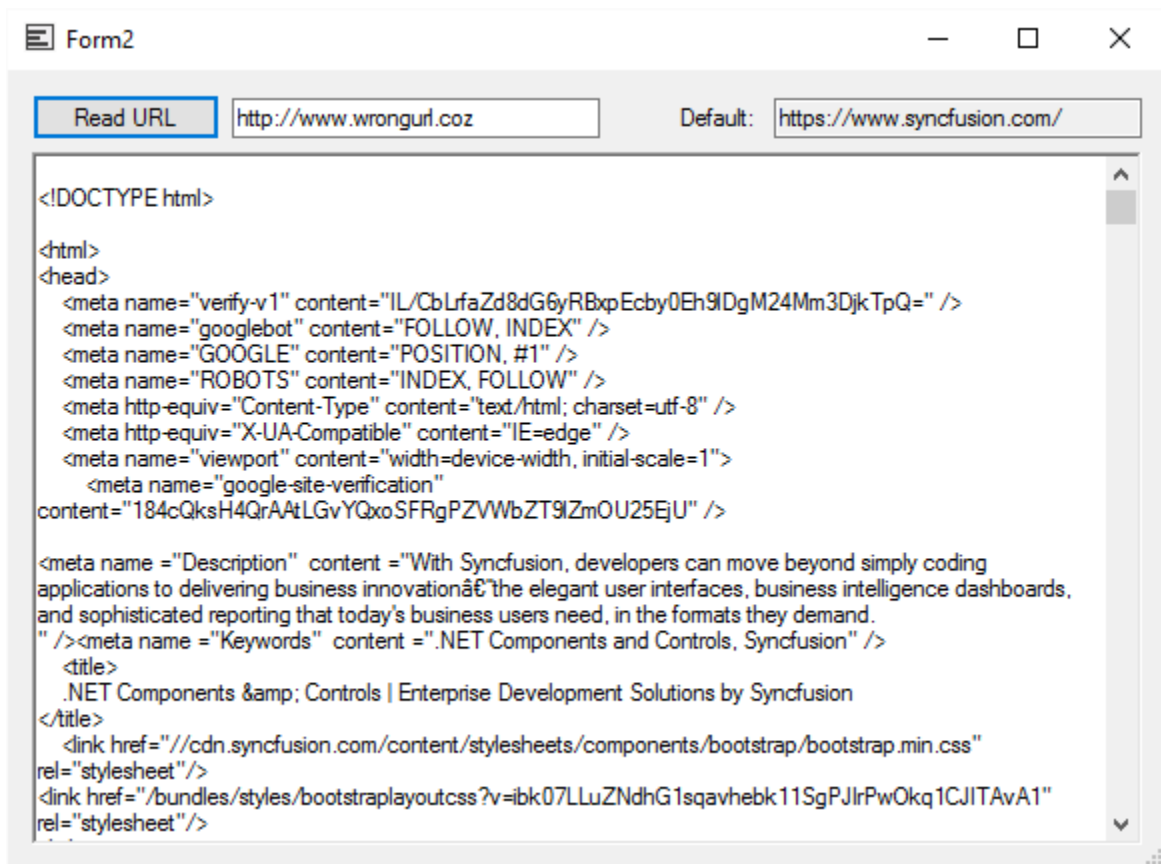 Form2
Read URL http://www.wrongurl.coz Default: https://www.syncfusion.com/
<!DOCTYPE html>
<html>
<head>
<meta name="verify-v1" content="IL/CbLrfaZd8dG6yRBxpEcby0Eh9lDgM24Mm3DjkTpQ=" />
<meta name="googlebot" content="FOLLOW, INDEX" />
<meta name="GOOGLE" content="POSITION, #1" />
<meta name="ROBOTS" content="INDEX, FOLLOW" />
<meta http-equiv="Content-Type" content="text/html; charset=utf-8" />
<meta http-equiv="X-UA-Compatible" content="IE=edge" />
<meta name="viewport" content="width=device-width, initial-scale=1">
<meta name="google-site-verification"
content="184cQksH4QrAAtLGvYQxoSFRgPZVWbZT9lZmOU25EjU" />
<meta name ="Description"  content ="With Syncfusion, developers can move beyond simply coding
applications to delivering business innovationâ€”the elegant user interfaces, business intelligence dashboards,
and sophisticated reporting that today's business users need, in the formats they demand.
" /><meta name ="Keywords"  content =".NET Components and Controls, Syncfusion" />
<title>
.NET Components &amp; Controls | Enterprise Development Solutions by Syncfusion
</title>
<link href="//cdn.syncfusion.com/content/stylesheets/components/bootstrap/bootstrap.min.css"
rel="stylesheet"/>
<link href="/bundles/styles/bootstraplayoutcss?v=ibk07LLuZNdhG1sqavhebk11SgPJlrPwOkq1CJITAvA1"
rel="stylesheet"/>